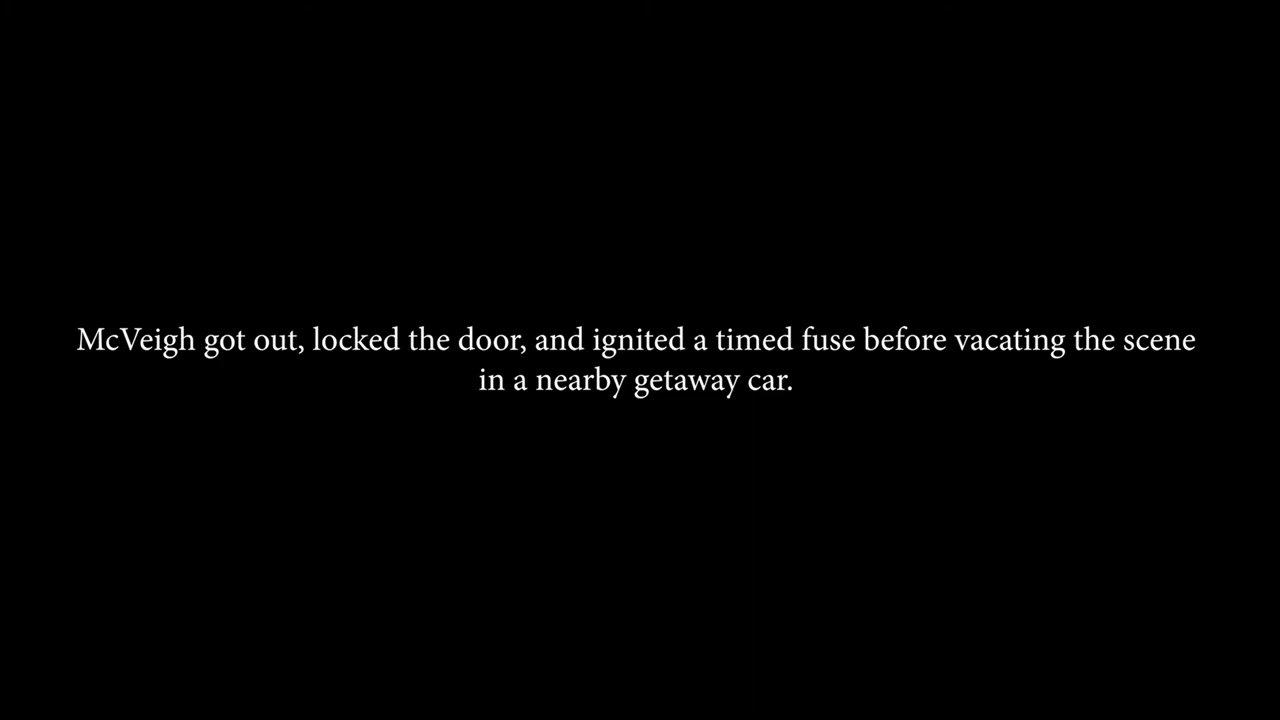 McVeigh got out, locked the door, and ignited a timed fuse before vacating the scene
in a nearby getaway car.